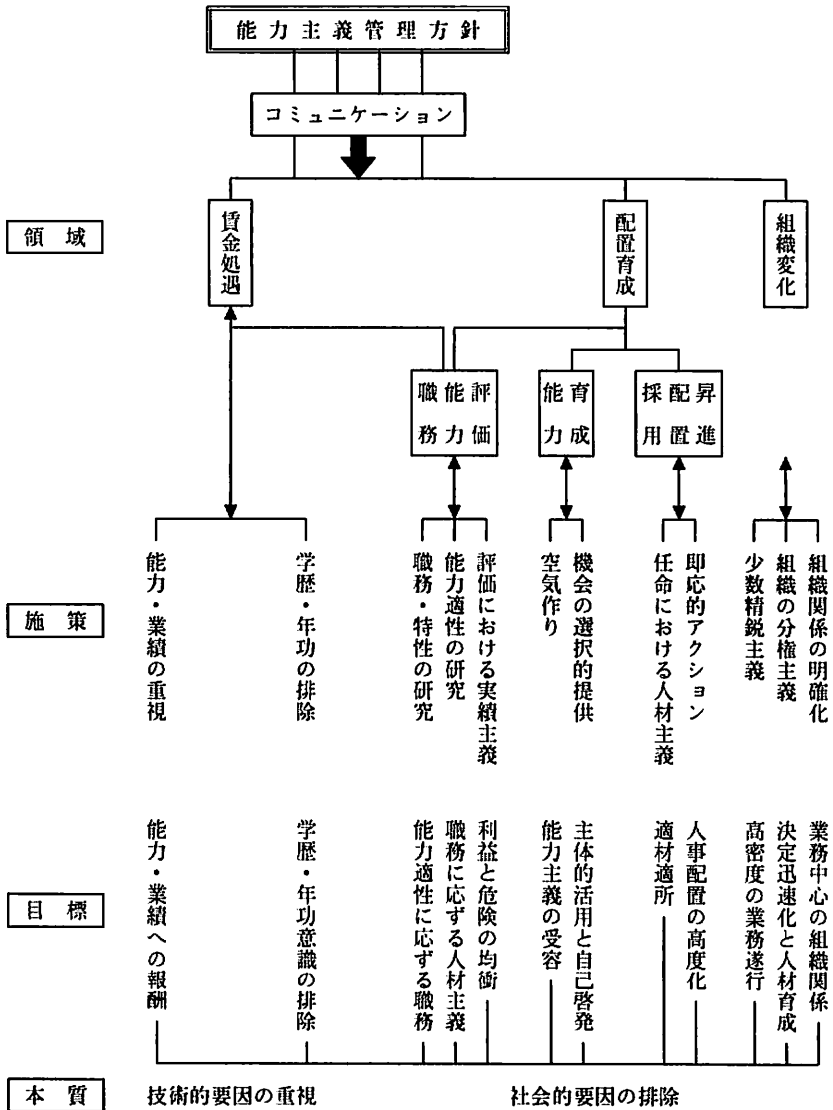 能力主義管理方針
コミュニケーション
領域
賃金処遇
配置育成
組織変化
職務
能力
評価
能力
育成
採用
配置
昇進
施策
能力・業績の重視
学歴・年功の排除
職務・特性の研究
能力適性の研究
評価における実績主義
空気作り
機会の選択的提供
任命における人材主義
即応的アクション
少数精鋭主義
組織の分権主義
組織関係の明確化
目標
能力・業績への報酬
学歴・年功意識の排除
能力適性に応ずる職務
職務に応ずる人材主義
利益と危険の均衡
能力主義の受容
主体的活用と自己啓発
適材適所
人事配置の高度化
高密度の業務遂行
決定迅速化と人材育成
業務中心の組織関係
本質
技術的要因の重視
社会的要因の排除